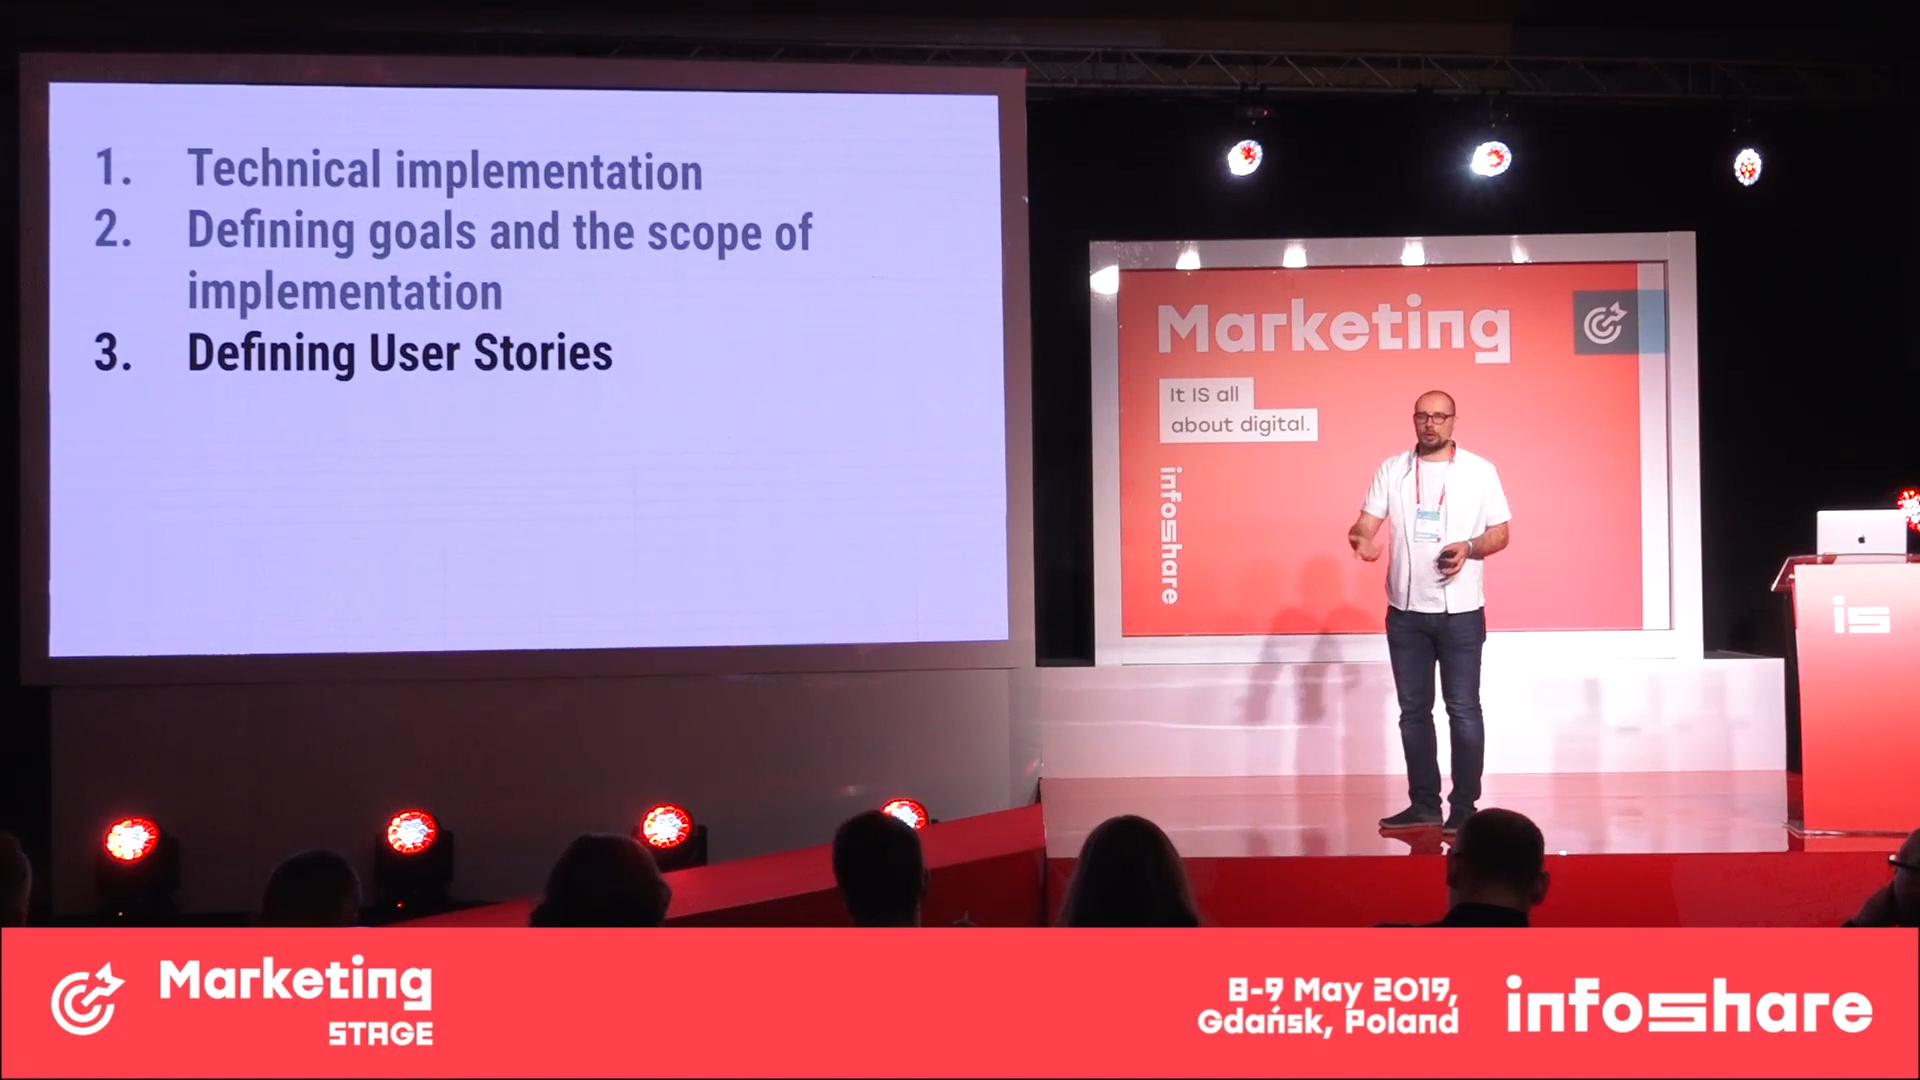 1. Technical implementation
2. Defining goals and the scope of
implementation
3. Defining User Stories
Marketing
It IS all
about digital.
infoshare
is
Marketing
STAGE
8-9 May 2019,
Gdańsk, Poland
infoshare